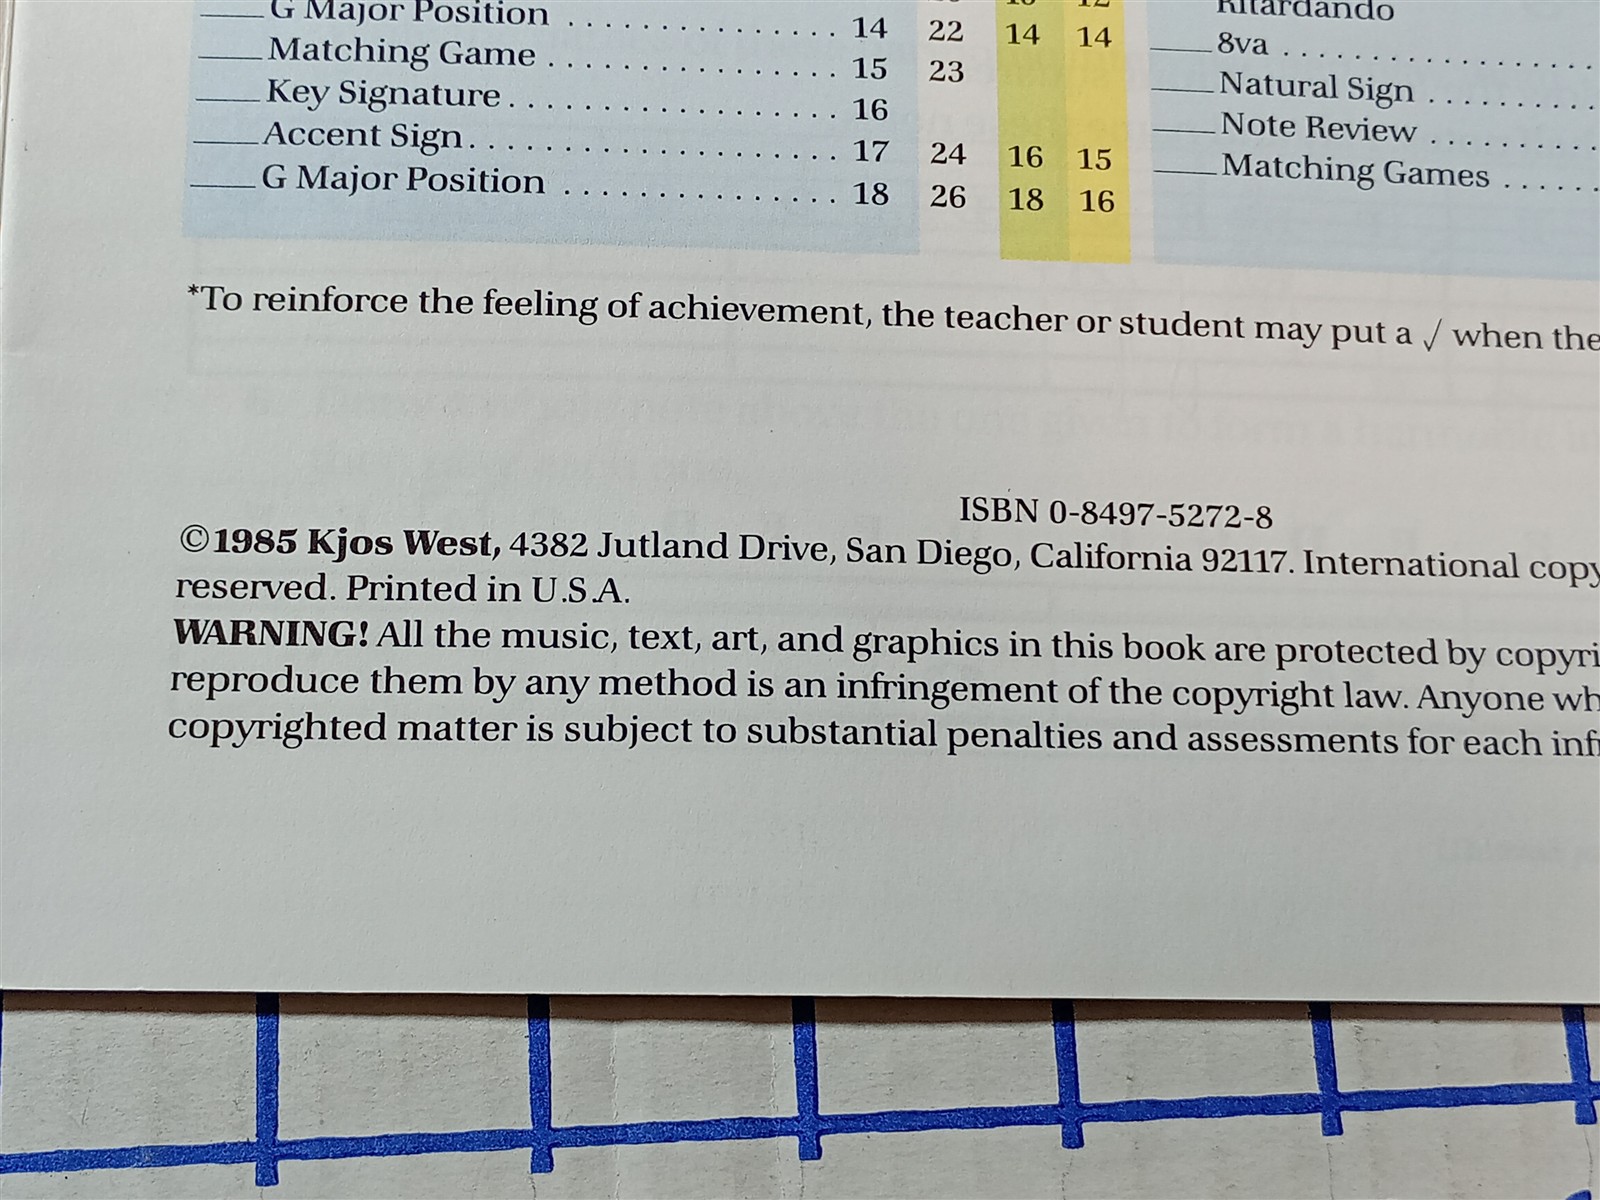 G Major Position . . . . . . . . . . . . . . 14 22 14 14
Matching Game . . . . . . . . . . . . . . . 15 23
Key Signature . . . . . . . . . . . . . . . . . 16
Accent Sign . . . . . . . . . . . . . . . . . . . 17 24 16 15
G Major Position . . . . . . . . . . . . . . 18 26 18 16
Ritardando
8va . . . . . . . . . . . . . . . . . .
Natural Sign . . . . . . . . . .
Note Review . . . . . . . . . .
Matching Games . . . . . .
*To reinforce the feeling of achievement, the teacher or student may put a √ when the
ISBN 0-8497-5272-8
©1985 Kjos West, 4382 Jutland Drive, San Diego, California 92117. International copy
reserved. Printed in U.S.A.
WARNING! All the music, text, art, and graphics in this book are protected by copyri
reproduce them by any method is an infringement of the copyright law. Anyone wh
copyrighted matter is subject to substantial penalties and assessments for each inf